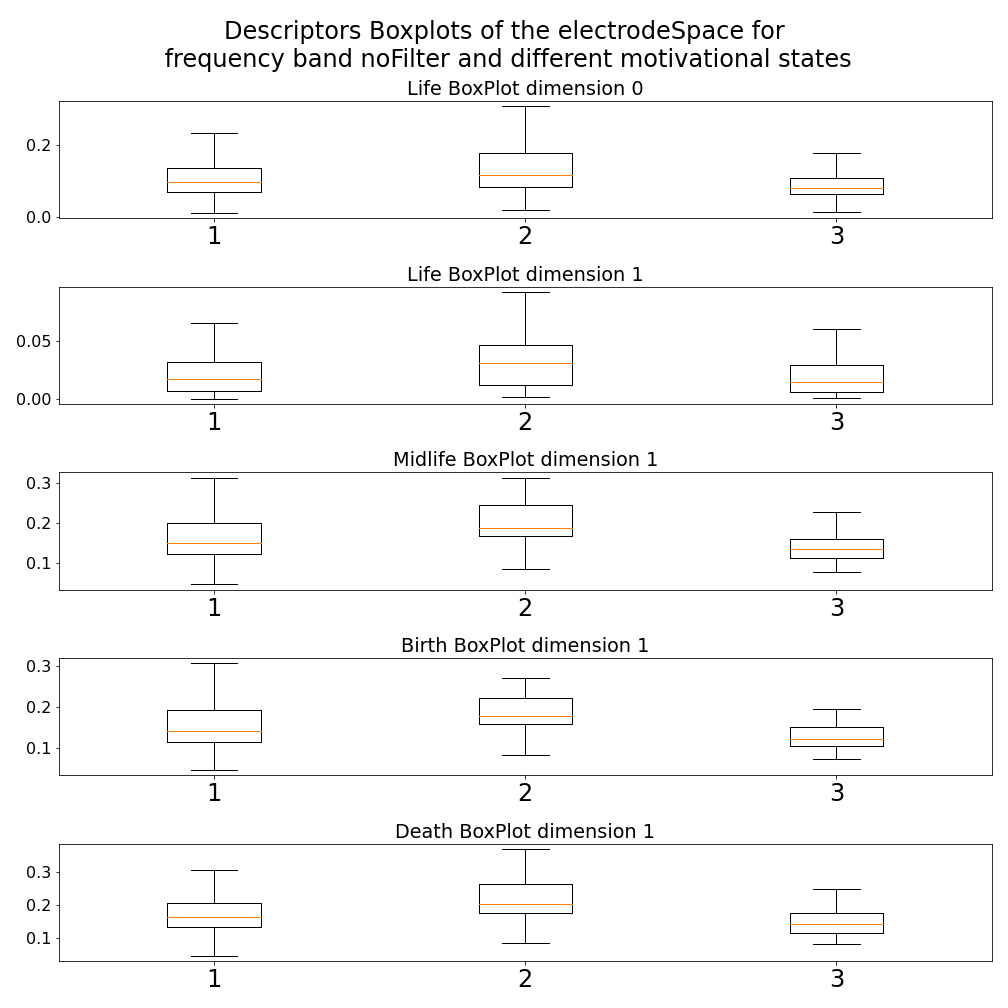 Descriptors Boxplots of the electrodeSpace for
frequency band noFilter and different motivational states
Life BoxPlot dimension 0
0.2
0.0
1 2 3
Life BoxPlot dimension 1
0.05
0.00
1 2 3
Midlife BoxPlot dimension 1
0.3
0.2
0.1
1 2 3
Birth BoxPlot dimension 1
0.3
0.2
0.1
1 2 3
Death BoxPlot dimension 1
0.3
0.2
0.1
1 2 3